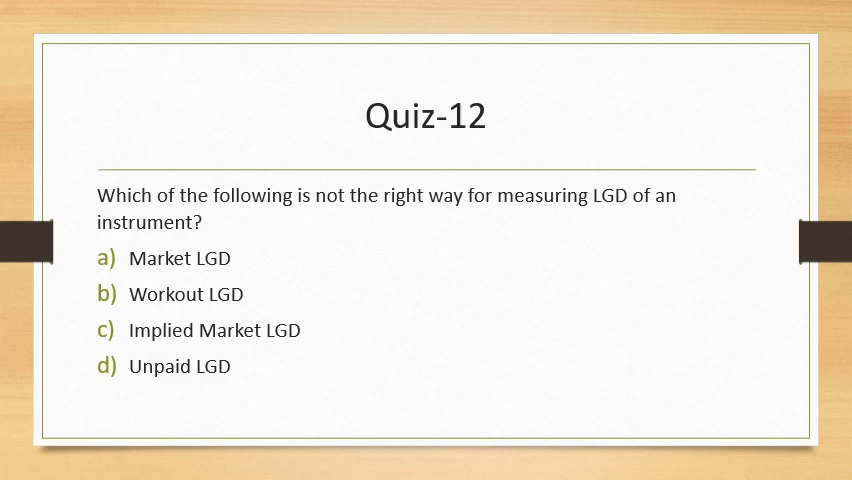 Quiz-12
Which of the following is not the right way for measuring LGD of an
instrument?
a) Market LGD
b) Workout LGD
c) Implied Market LGD
d) Unpaid LGD